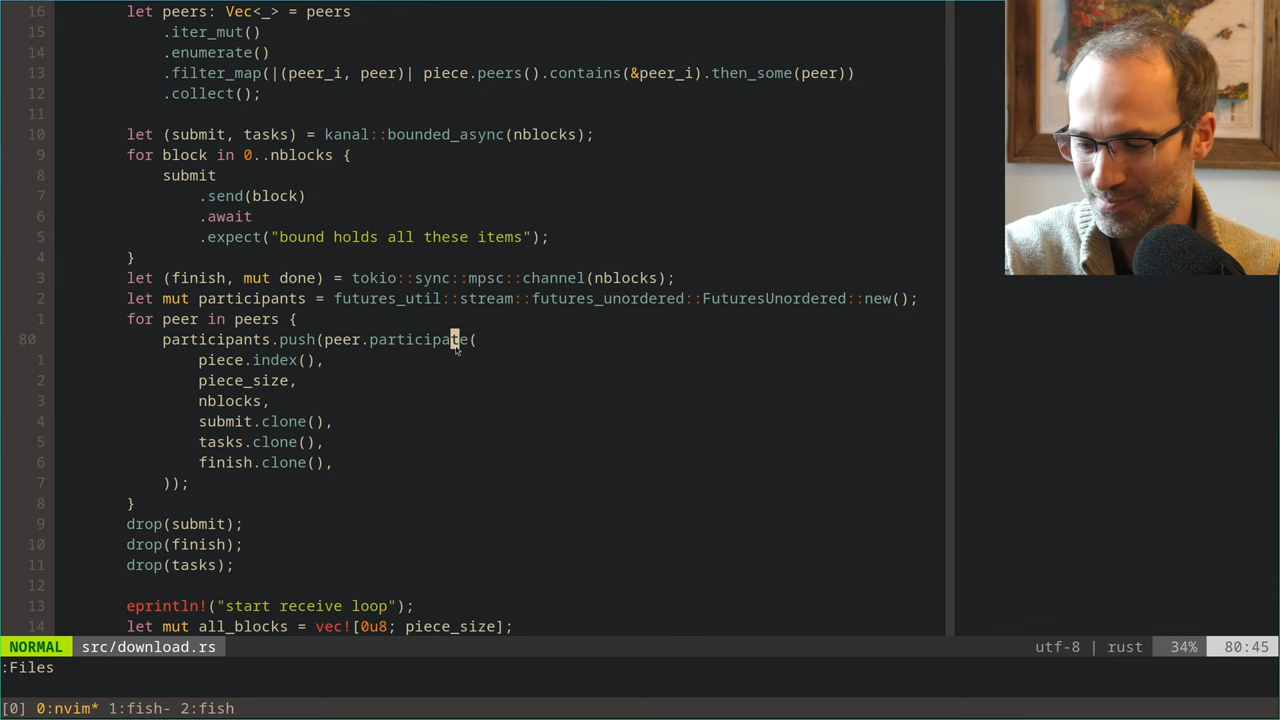 16 let peers: Vec<_> = peers
15 .iter_mut()
14 .enumerate()
13 .filter_map(|(peer_i, peer)| piece.peers().contains(&peer_i).then_some(peer))
12 .collect();
11
10 let (submit, tasks) = kanal::bounded_async(nblocks);
9 for block in 0..nblocks {
8 submit
7 .send(block)
6 .await
5 .expect("bound holds all these items");
4 }
3 let (finish, mut done) = tokio::sync::mpsc::channel(nblocks);
2 let mut participants = futures_util::stream::futures_unordered::FuturesUnordered::new();
1 for peer in peers {
80 participants.push(peer.participate(
1 piece.index(),
2 piece_size,
3 nblocks,
4 submit.clone(),
5 tasks.clone(),
6 finish.clone(),
7 ));
8 }
9 drop(submit);
10 drop(finish);
11 drop(tasks);
12
13 eprintln!("start receive loop");
14 let mut all_blocks = vec![0u8; piece_size];
NORMAL src/download.rs utf-8 | rust 34% 80:45
:Files
[0] 0:nvim* 1:fish- 2:fish